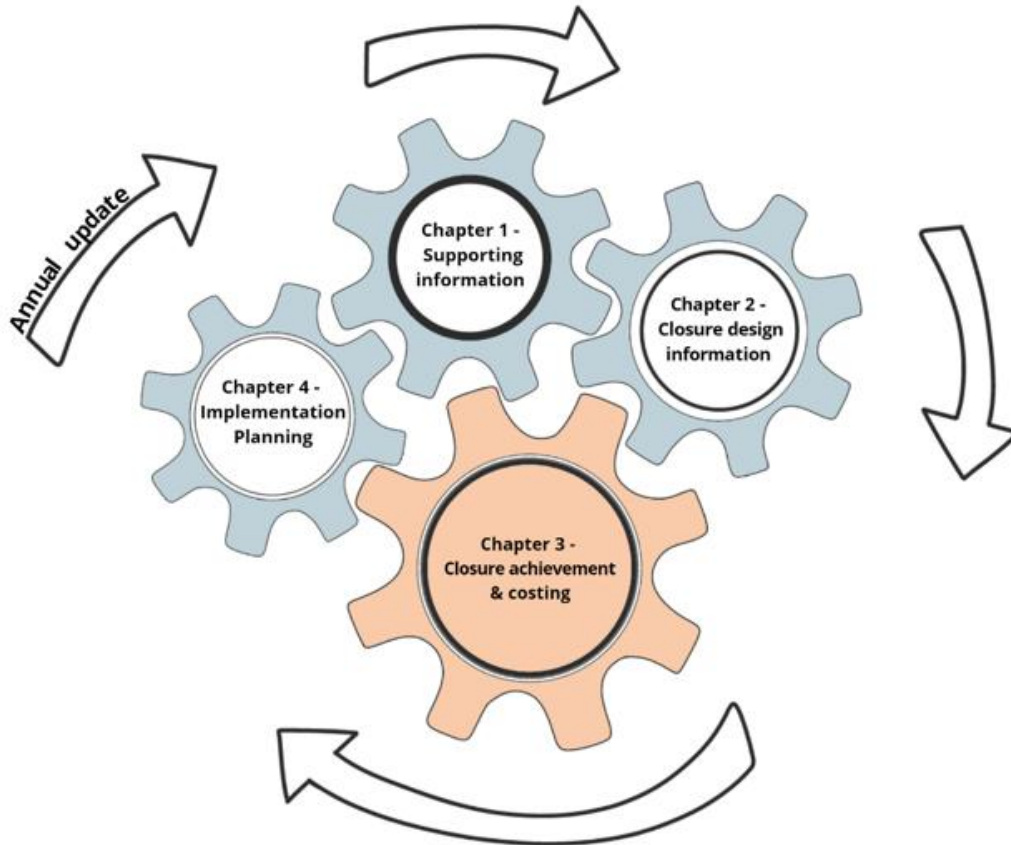 Annual update
Chapter 1 -
Supporting
information
Chapter 2 -
Closure design
information
Chapter 3 -
Closure achievement
& costing
Chapter 4 -
Implementation
Planning